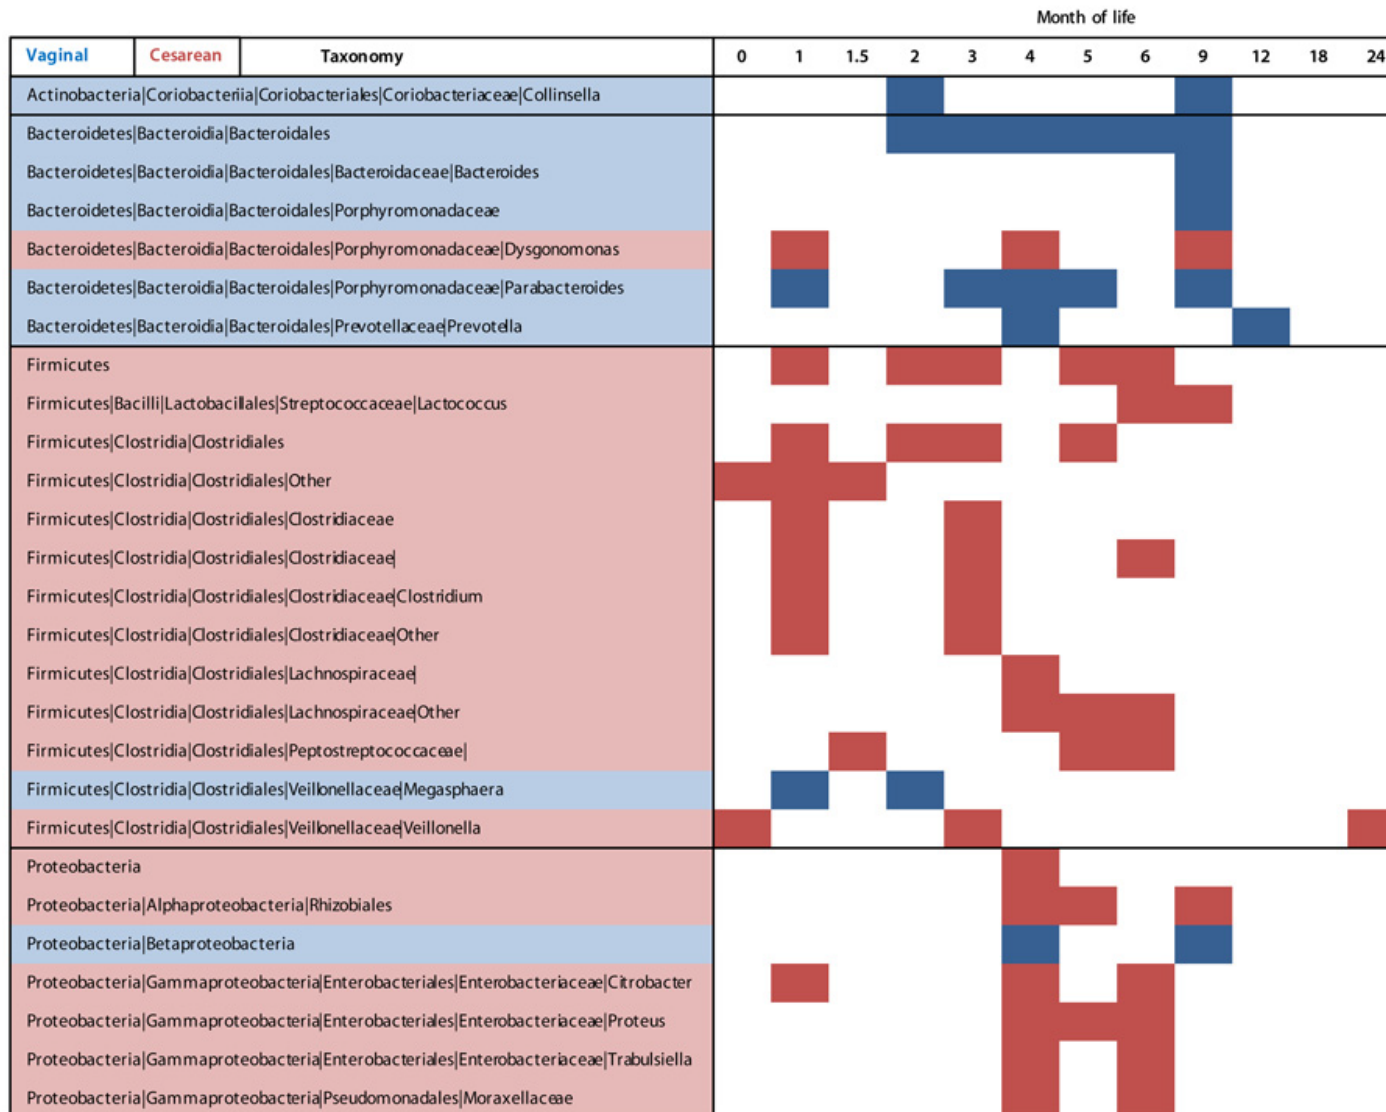 Month of life
Vaginal Cesarean Taxonomy 0 1 1.5 2 3 4 5 6 9 12 18 24
Actinobacteria|Coriobacteriia|Coriobacteriales|Coriobacteriaceae|Collinsella
Bacteroidetes|Bacteroidia|Bacteroidales
Bacteroidetes|Bacteroidia|Bacteroidales|Bacteroidaceae|Bacteroides
Bacteroidetes|Bacteroidia|Bacteroidales|Porphyromonadaceae
Bacteroidetes|Bacteroidia|Bacteroidales|Porphyromonadaceae|Dysgonomonas
Bacteroidetes|Bacteroidia|Bacteroidales|Porphyromonadaceae|Parabacteroides
Bacteroidetes|Bacteroidia|Bacteroidales|Prevotellaceae|Prevotella
Firmicutes
Firmicutes|Bacilli|Lactobacillales|Streptococcaceae|Lactococcus
Firmicutes|Clostridia|Clostridiales
Firmicutes|Clostridia|Clostridiales|Other
Firmicutes|Clostridia|Clostridiales|Clostridiaceae
Firmicutes|Clostridia|Clostridiales|Clostridiaceae|
Firmicutes|Clostridia|Clostridiales|Clostridiaceae|Clostridium
Firmicutes|Clostridia|Clostridiales|Clostridiaceae|Other
Firmicutes|Clostridia|Clostridiales|Lachnospiraceae|
Firmicutes|Clostridia|Clostridiales|Lachnospiraceae|Other
Firmicutes|Clostridia|Clostridiales|Peptostreptococcaceae|
Firmicutes|Clostridia|Clostridiales|Veillonellaceae|Megasphaera
Firmicutes|Clostridia|Clostridiales|Veillonellaceae|Veillonella
Proteobacteria
Proteobacteria|Alphaproteobacteria|Rhizobiales
Proteobacteria|Betaproteobacteria
Proteobacteria|Gammaproteobacteria|Enterobacteriales|Enterobacteriaceae|Citrobacter
Proteobacteria|Gammaproteobacteria|Enterobacteriales|Enterobacteriaceae|Proteus
Proteobacteria|Gammaproteobacteria|Enterobacteriales|Enterobacteriaceae|Trabulsiella
Proteobacteria|Gammaproteobacteria|Pseudomonadales|Moraxellaceae